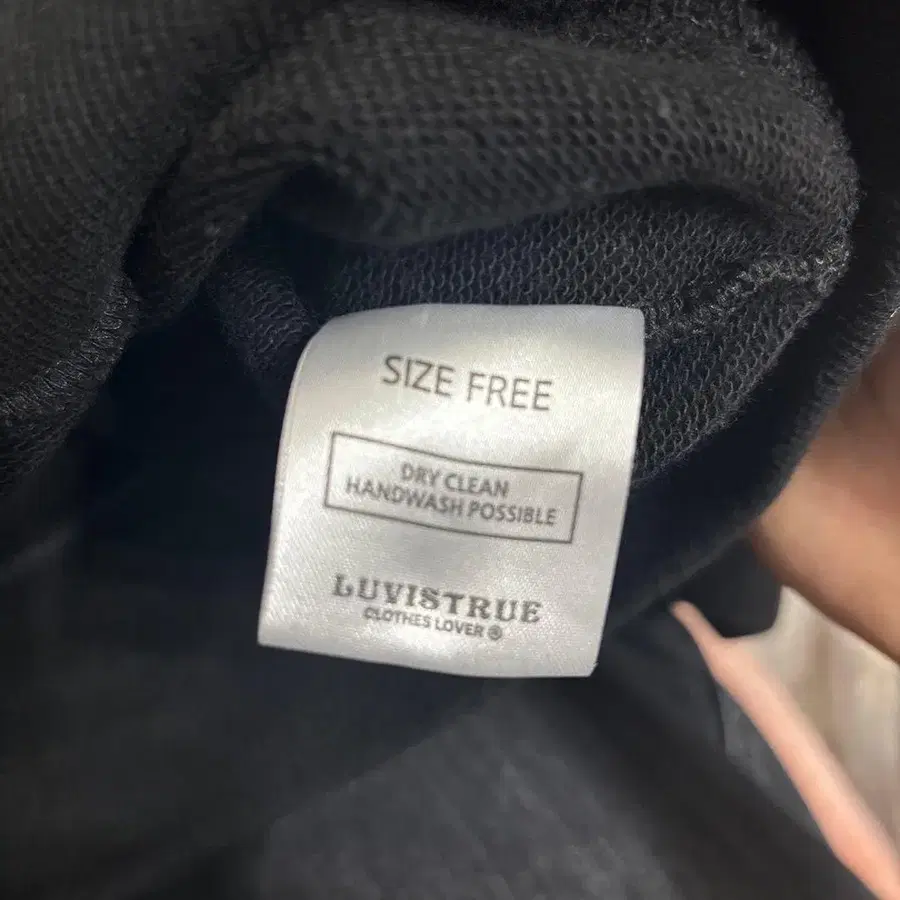 SIZE FREE
DRY CLEAN
HANDWASH POSSIBLE
LUVISTRUE
CLOTHES LOVER ®